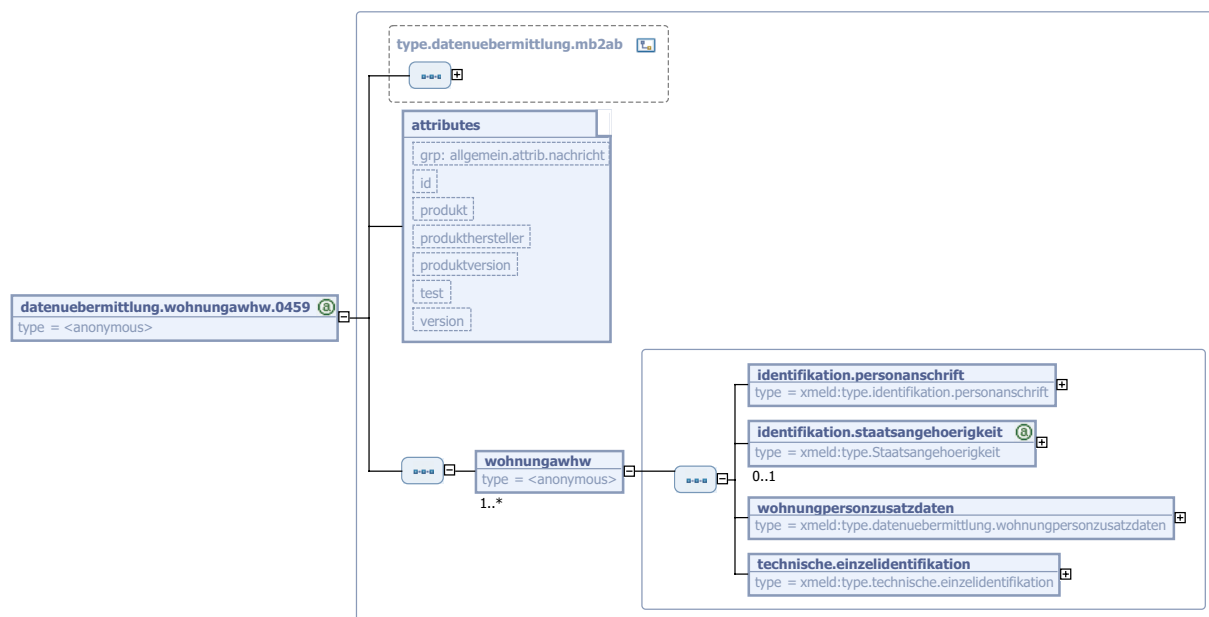 type.datenuebermittlung.mb2ab
attributes
grp: allgemein.attrib.nachricht
id
produkt
produkthersteller
produktversion
test
version
datenuebermittlung.wohnungawhw.0459 a
type = <anonymous>
wohnungawhw
type = <anonymous>
1..*
identifikation.personanschrift
type = xmeld:type.identifikation.personanschrift
identifikation.staatsangehoerigkeit a
type = xmeld:type.Staatsangehoerigkeit
0..1
wohnungpersonzusatzdaten
type = xmeld:type.datenuebermittlung.wohnungpersonzusatzdaten
technische.einzelidentifikation
type = xmeld:type.technische.einzelidentifikation